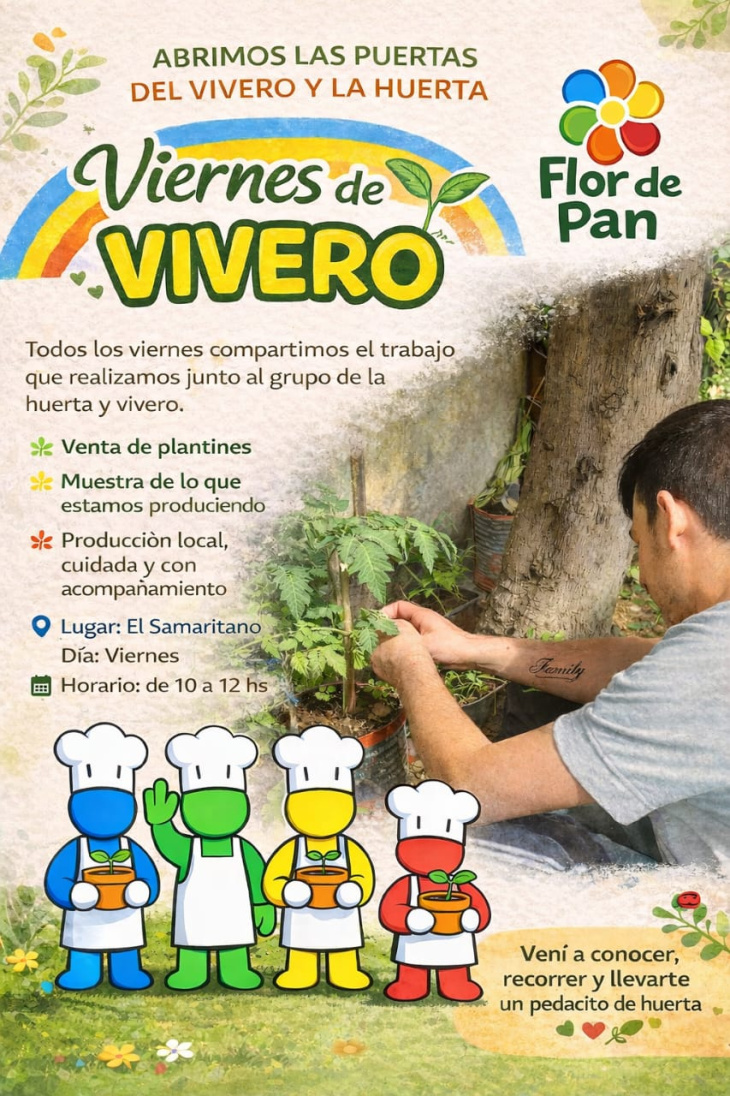 ABRIMOS LAS PUERTAS
DEL VIVERO Y LA HUERTA
Viernes de
VIVERO
Flor de
Pan
Todos los viernes compartimos el trabajo
que realizamos junto al grupo de la
huerta y vivero.
Venta de plantines
Muestra de lo que
estamos produciendo
Producciòn local,
cuidada y con
acompañamiento
Lugar: El Samaritano
Día: Viernes
Horario: de 10 a 12 hs
Family
Vení a conocer,
recorrer y llevarte
un pedacito de huerta